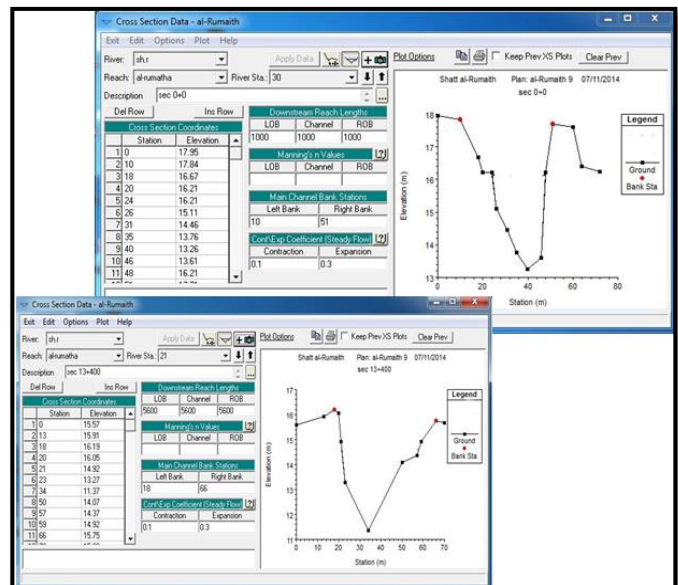 Cross Section Data - al-Rumaith
Exit Edit Options Plot Help
River: sh.r Apply Data Plot Options Keep Prev XS Plots Clear Prev
Reach: al-rumatha River Sta.: 30
Description sec 0+0
Del Row Ins Row
Cross Section Coordinates
Station Elevation
1 0 17.95
2 10 17.84
3 18 16.67
4 20 16.21
5 24 16.21
6 26 15.11
7 31 14.46
8 35 13.76
9 40 13.26
10 46 13.61
11 48 16.21
Downstream Reach Lengths
LOB Channel ROB
1000 1000 1000
Manning's n Values
LOB Channel ROB
Main Channel Bank Stations
Left Bank Right Bank
10 51
Cont\Exp Coefficient (Steady Flow)
Contraction Expansion
0.1 0.3
Shatt al-Rumaith Plan: al-Rumaith 9 07/11/2014
sec 0+0
Elevation (m)
18
17
16
15
14
13
0 20 40 60 80
Station (m)
Legend
Ground
Bank Sta
Cross Section Data - al-Rumaith
Exit Edit Options Plot Help
River: sh.r Apply Data Plot Options Keep Prev XS Plots Clear Prev
Reach: al-rumatha River Sta.: 21
Description sec 13+400
Del Row Ins Row
Cross Section Coordinates
Station Elevation
1 0 15.57
2 13 15.91
3 18 16.19
4 20 16.05
5 21 14.92
6 23 13.27
7 34 11.37
8 50 14.07
9 57 14.37
10 59 14.92
11 66 15.75
Downstream Reach Lengths
LOB Channel ROB
5600 5600 5600
Manning's n Values
LOB Channel ROB
Main Channel Bank Stations
Left Bank Right Bank
18 66
Cont\Exp Coefficient (Steady Flow)
Contraction Expansion
0.1 0.3
Shatt al-Rumaith Plan: al-Rumaith 9 07/11/2014
sec 13+400
Elevation (m)
17
16
15
14
13
12
11
0 10 20 30 40 50 60 70
Station (m)
Legend
Ground
Bank Sta